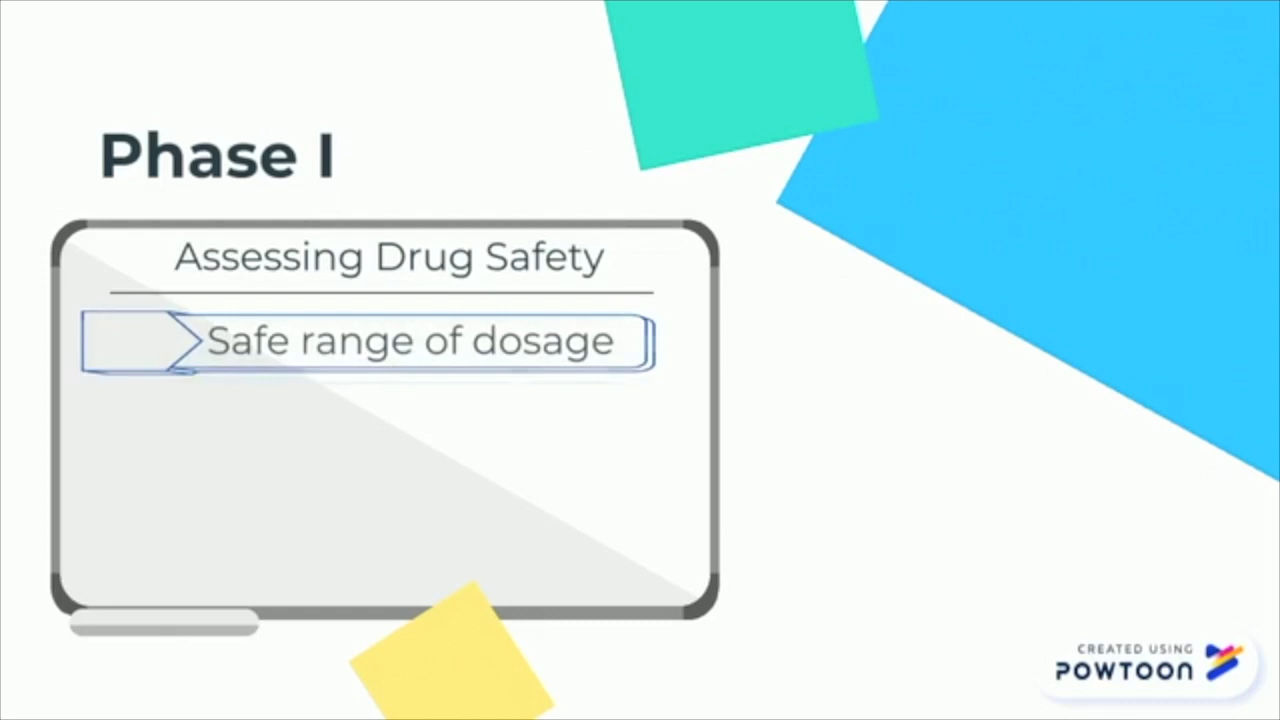 Phase I
Assessing Drug Safety
Safe range of dosage
CREATED USING
POWTOON